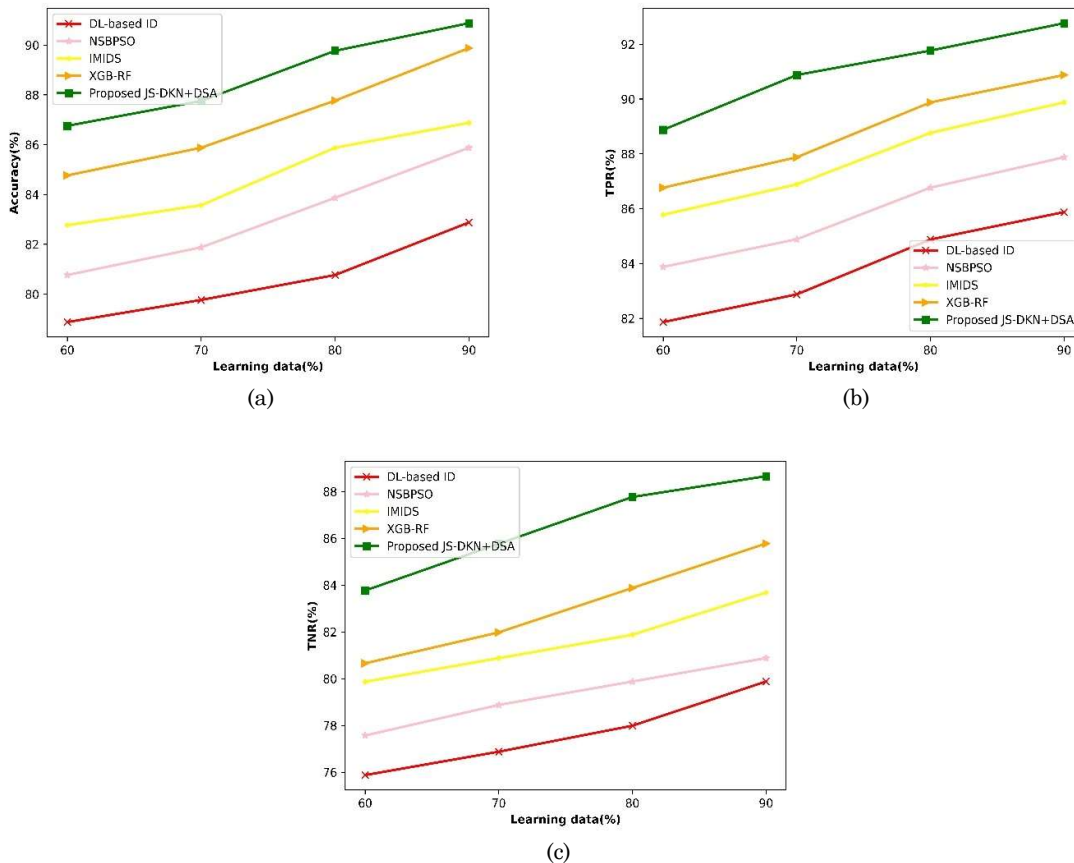 DL-based ID
NSBPSO
IMIDS
XGB-RF
Proposed JS-DKN+DSA
90
88
86
84
82
80
Accuracy(%)
60
70
80
90
Learning data(%)
(a)
92
90
88
86
84
82
TPR(%)
DL-based ID
NSBPSO
IMIDS
XGB-RF
Proposed JS-DKN+DSA
60
70
80
90
Learning data(%)
(b)
DL-based ID
NSBPSO
IMIDS
XGB-RF
Proposed JS-DKN+DSA
88
86
84
82
80
78
76
TNR(%)
60
70
80
90
Learning data(%)
(c)